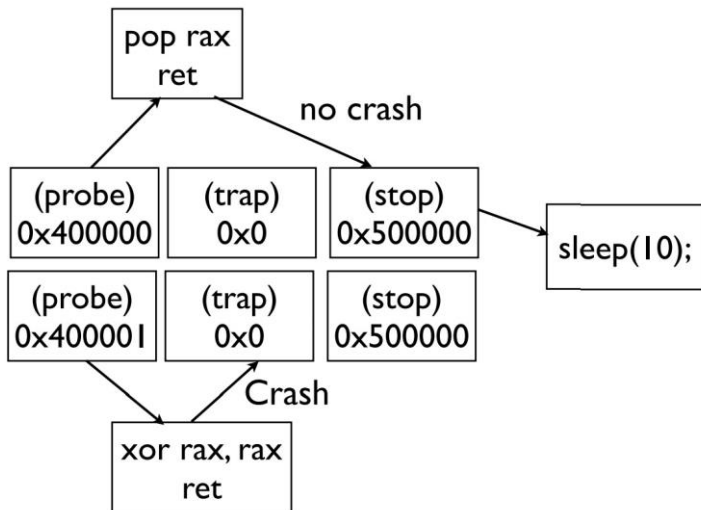 pop rax
ret
no crash
(probe)
0x400000
(trap)
0x0
(stop)
0x500000
sleep(10);
(probe)
0x400001
(trap)
0x0
(stop)
0x500000
Crash
xor rax, rax
ret